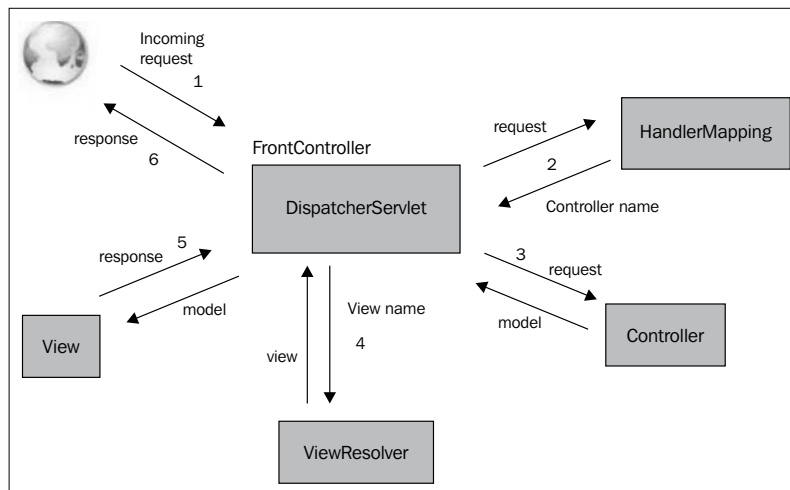 Incoming
request
1
response
6
FrontController
DispatcherServlet
request
HandlerMapping
2
Controller name
3
request
model
Controller
5
response
model
View
View name
4
view
ViewResolver